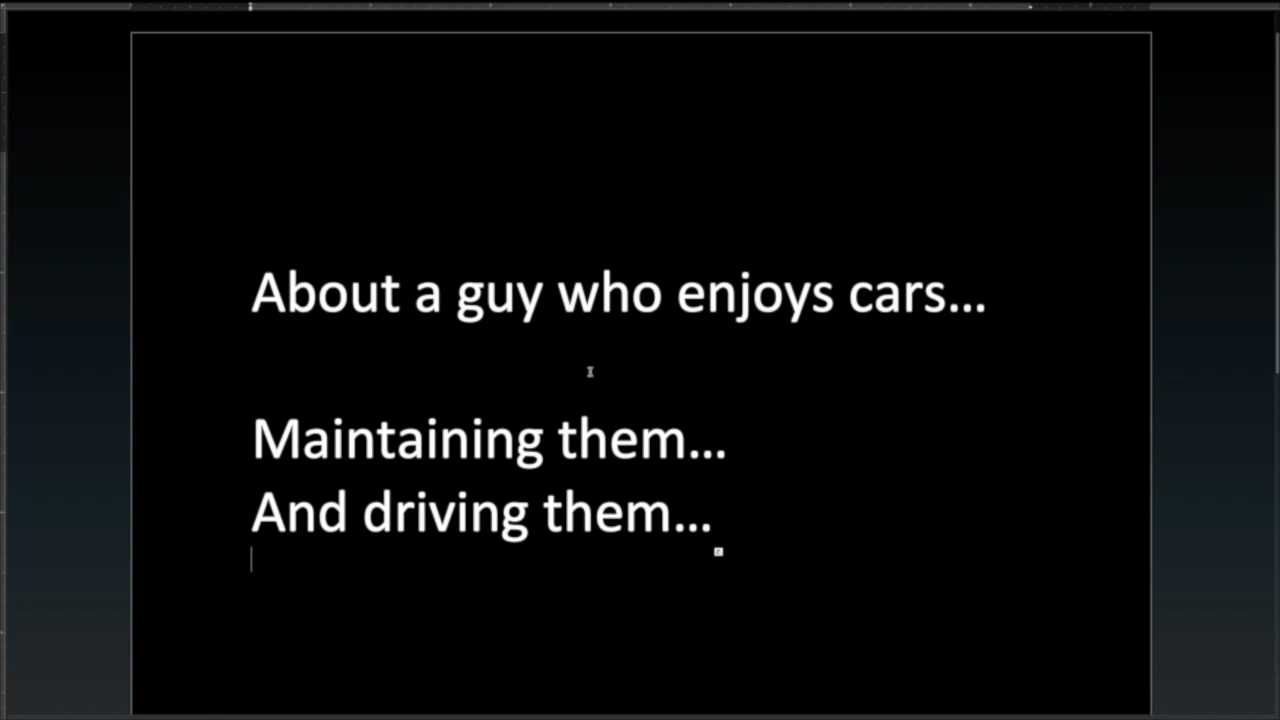 About a guy who enjoys cars...
Maintaining them...
And driving them...